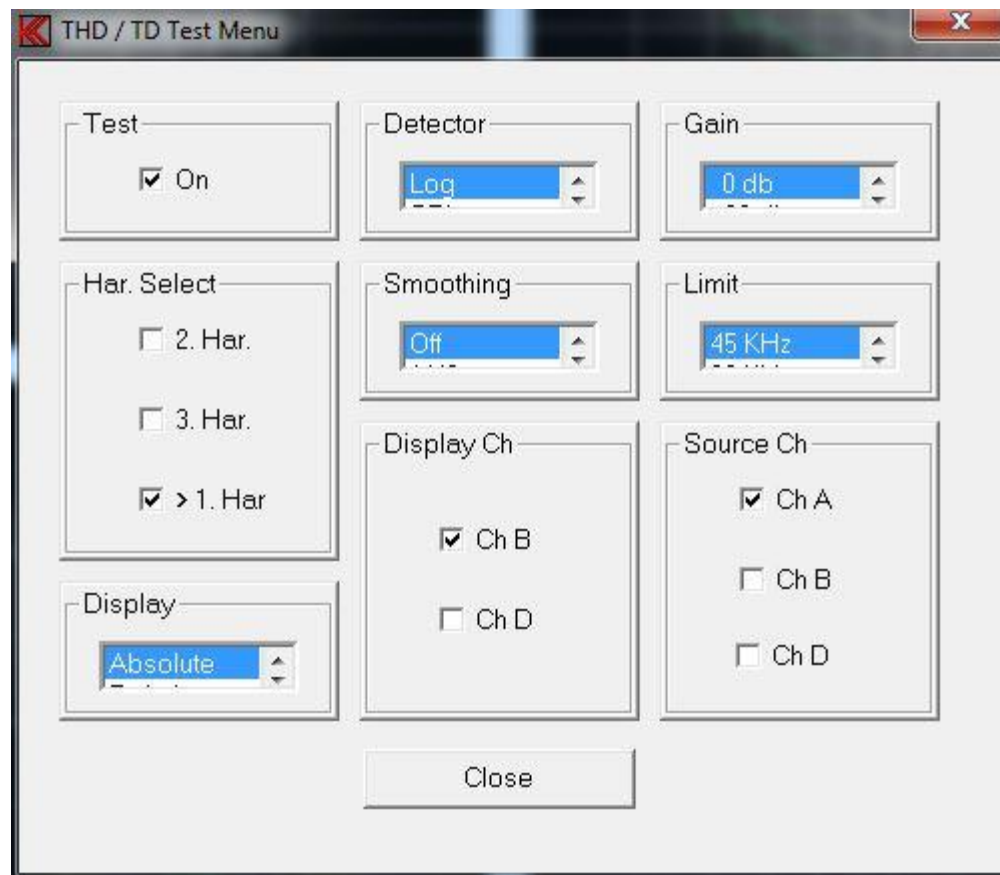 THD / TD Test Menu
Test
On
Detector
Log
Gain
0 db
Har. Select
2. Har.
3. Har.
> 1. Har
Smoothing
Off
Limit
45 KHz
Display Ch
Ch B
Ch D
Source Ch
Ch A
Ch B
Ch D
Display
Absolute
Close